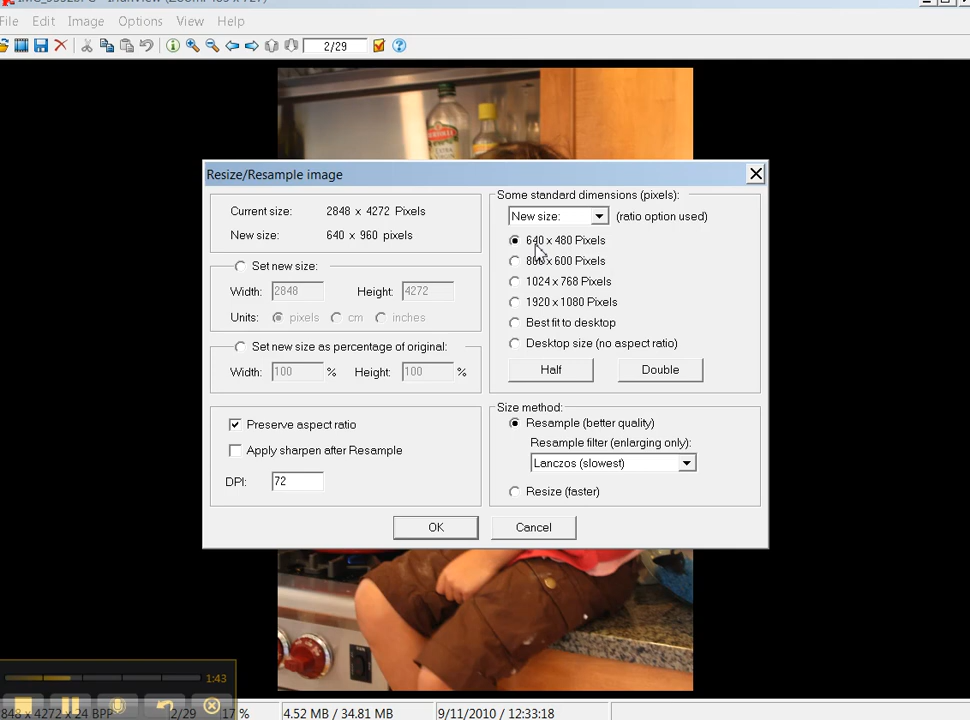 File Edit Image Options View Help
2/29
Resize/Resample image
Current size: 2848 x 4272 Pixels
New size: 640 x 960 pixels
Set new size:
Width: 2848 Height: 4272
Units: pixels cm inches
Set new size as percentage of original:
Width: 100 % Height: 100 %
Preserve aspect ratio
Apply sharpen after Resample
DPI: 72
Some standard dimensions (pixels):
New size: (ratio option used)
640 x 480 Pixels
800 x 600 Pixels
1024 x 768 Pixels
1920 x 1080 Pixels
Best fit to desktop
Desktop size (no aspect ratio)
Half Double
Size method:
Resample (better quality)
Resample filter (enlarging only):
Lanczos (slowest)
Resize (faster)
OK Cancel
1:43
848 x 4272 x 24 BPP 2/29 17 % 4.52 MB / 34.81 MB 9/11/2010 / 12:33:18